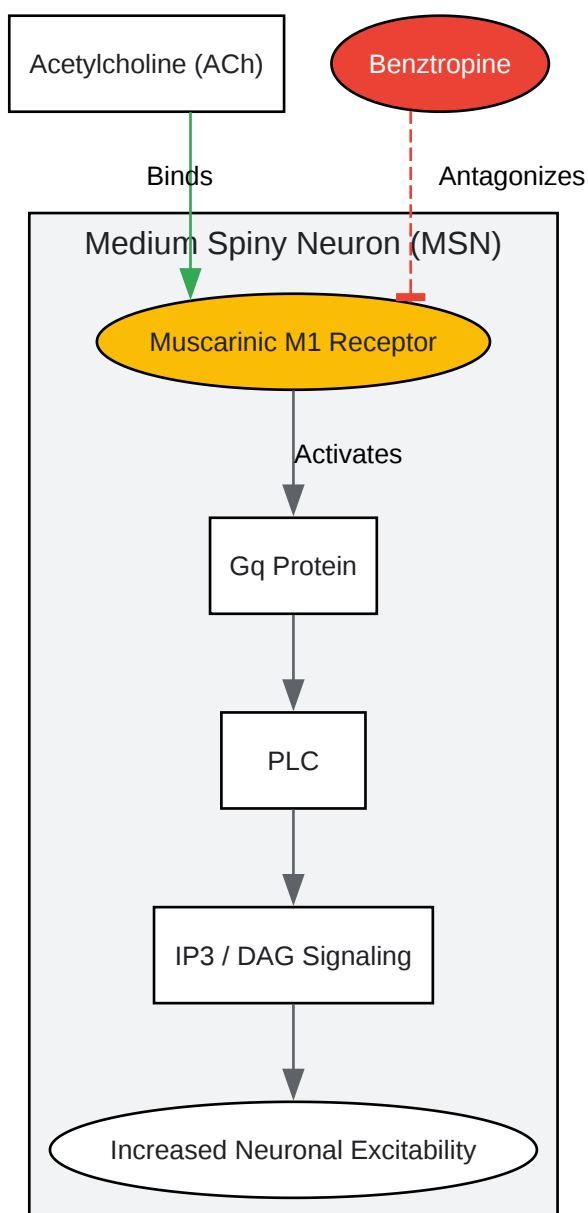 Acetylcholine (ACh)
Benztropine
Binds
Antagonizes
Medium Spiny Neuron (MSN)
Muscarinic M1 Receptor
Activates
Gq Protein
PLC
IP3 / DAG Signaling
Increased Neuronal Excitability